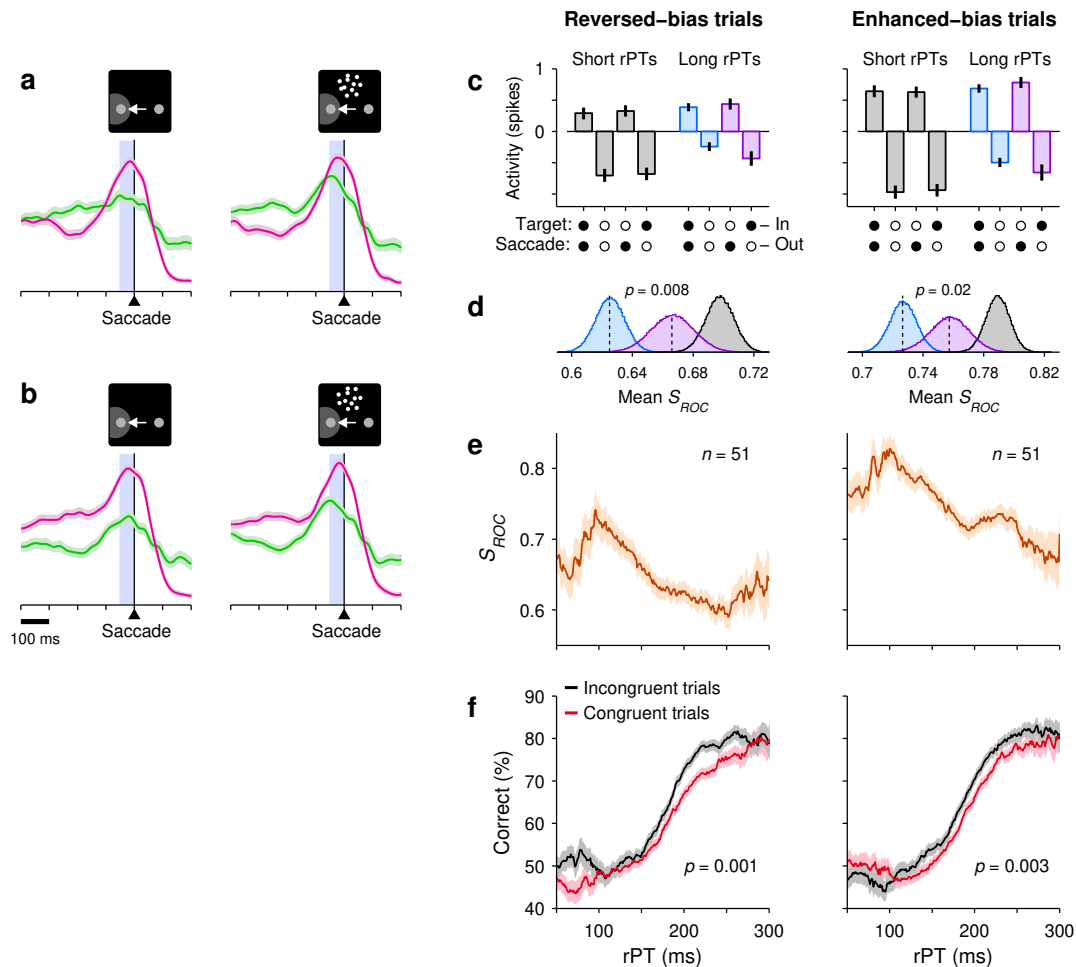 Reversed–bias trials
Enhanced–bias trials
a
Saccade
Saccade
b
Saccade
Saccade
100 ms
c
Short rPTs
Long rPTs
Short rPTs
Long rPTs
1
0
Activity (spikes)
1
0
Target:
– In
Saccade:
– Out
d
p = 0.008
0.6
0.64
0.68
0.72
Mean S_ROC
p = 0.02
0.7
0.74
0.78
0.82
Mean S_ROC
e
n = 51
n = 51
0.8
0.7
0.6
S_ROC
f
Incongruent trials
Congruent trials
90
80
70
60
50
40
Correct (%)
p = 0.001
p = 0.003
100
200
300
rPT (ms)
100
200
300
rPT (ms)